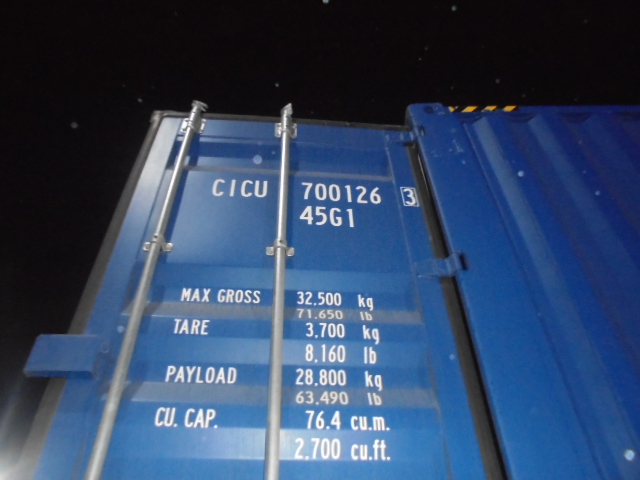 CICU 700126 3
45G1
MAX GROSS 32.500 kg
71.650 lb
TARE 3.700 kg
8.160 lb
PAYLOAD 28.800 kg
63.490 lb
CU. CAP. 76.4 cu.m.
2.700 cu.ft.